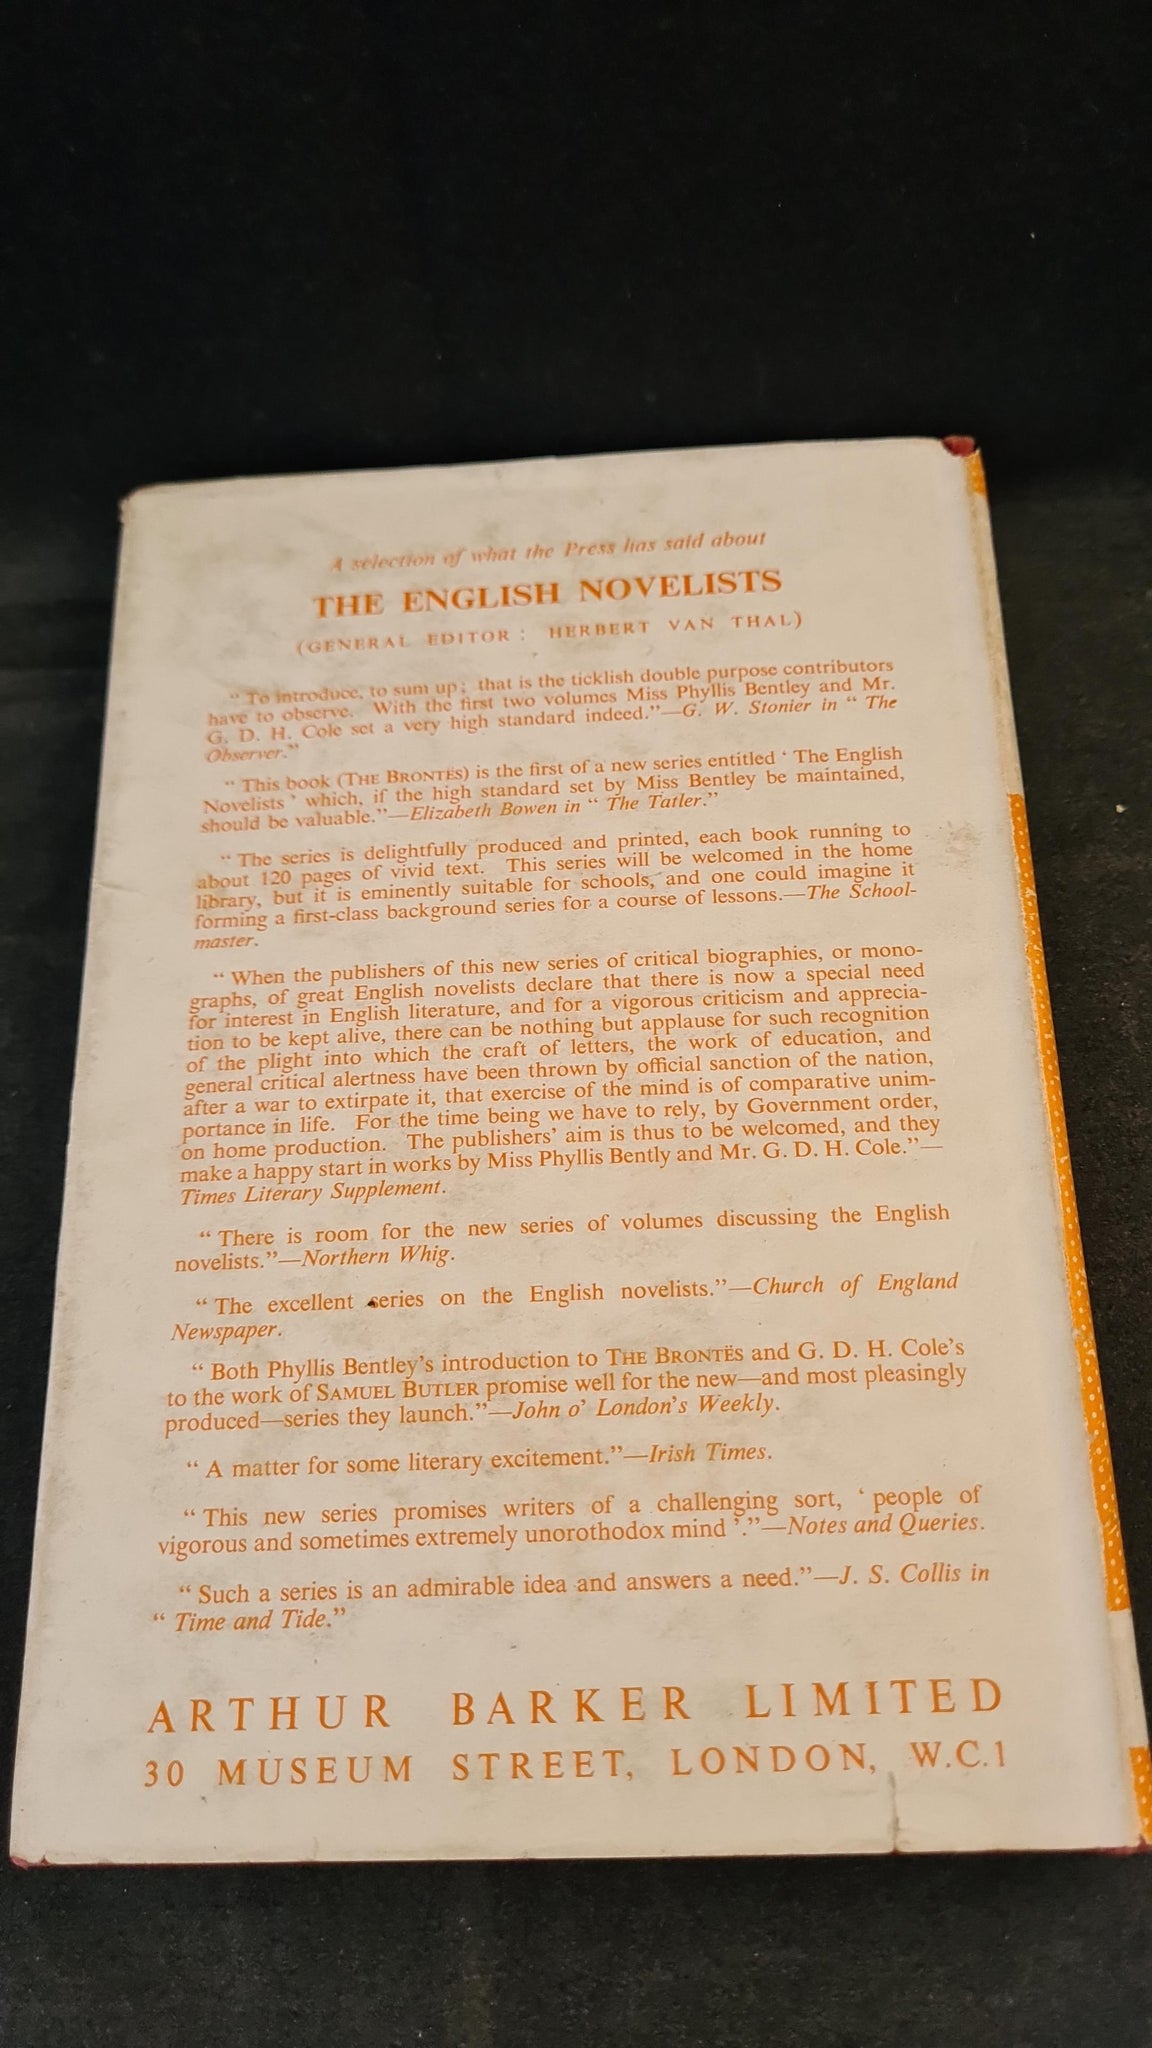 A selection of what the Press has said about
THE ENGLISH NOVELISTS
(GENERAL EDITOR: HERBERT VAN THAL)
“ To introduce, to sum up; that is the ticklish double purpose contributors
have to observe. With the first two volumes Miss Phyllis Bentley and Mr.
G. D. H. Cole set a very high standard indeed.”—G. W. Stonier in “ The
Observer.”
“ This book (THE BRONTËS) is the first of a new series entitled ‘ The English
Novelists ’ which, if the high standard set by Miss Bentley be maintained,
should be valuable.”—Elizabeth Bowen in “ The Tatler.”
“ The series is delightfully produced and printed, each book running to
about 120 pages of vivid text. This series will be welcomed in the home
library, but it is eminently suitable for schools, and one could imagine it
forming a first-class background series for a course of lessons.—The School-
master.
“ When the publishers of this new series of critical biographies, or mono-
graphs, of great English novelists declare that there is now a special need
for interest in English literature, and for a vigorous criticism and apprecia-
tion to be kept alive, there can be nothing but applause for such recognition
of the plight into which the craft of letters, the work of education, and
general critical alertness have been thrown by official sanction of the nation,
after a war to extirpate it, that exercise of the mind is of comparative unim-
portance in life. For the time being we have to rely, by Government order,
on home production. The publishers’ aim is thus to be welcomed, and they
make a happy start in works by Miss Phyllis Bently and Mr. G. D. H. Cole.”—
Times Literary Supplement.
“ There is room for the new series of volumes discussing the English
novelists.”—Northern Whig.
“ The excellent series on the English novelists.”—Church of England
Newspaper.
“ Both Phyllis Bentley’s introduction to THE BRONTËS and G. D. H. Cole’s
to the work of SAMUEL BUTLER promise well for the new—and most pleasingly
produced—series they launch.”—John o’ London’s Weekly.
“ A matter for some literary excitement.”—Irish Times.
“ This new series promises writers of a challenging sort, ‘ people of
vigorous and sometimes extremely unorothodox mind ’.”—Notes and Queries.
“ Such a series is an admirable idea and answers a need.”—J. S. Collis in
“ Time and Tide.”
ARTHUR BARKER LIMITED
30 MUSEUM STREET, LONDON, W.C.1